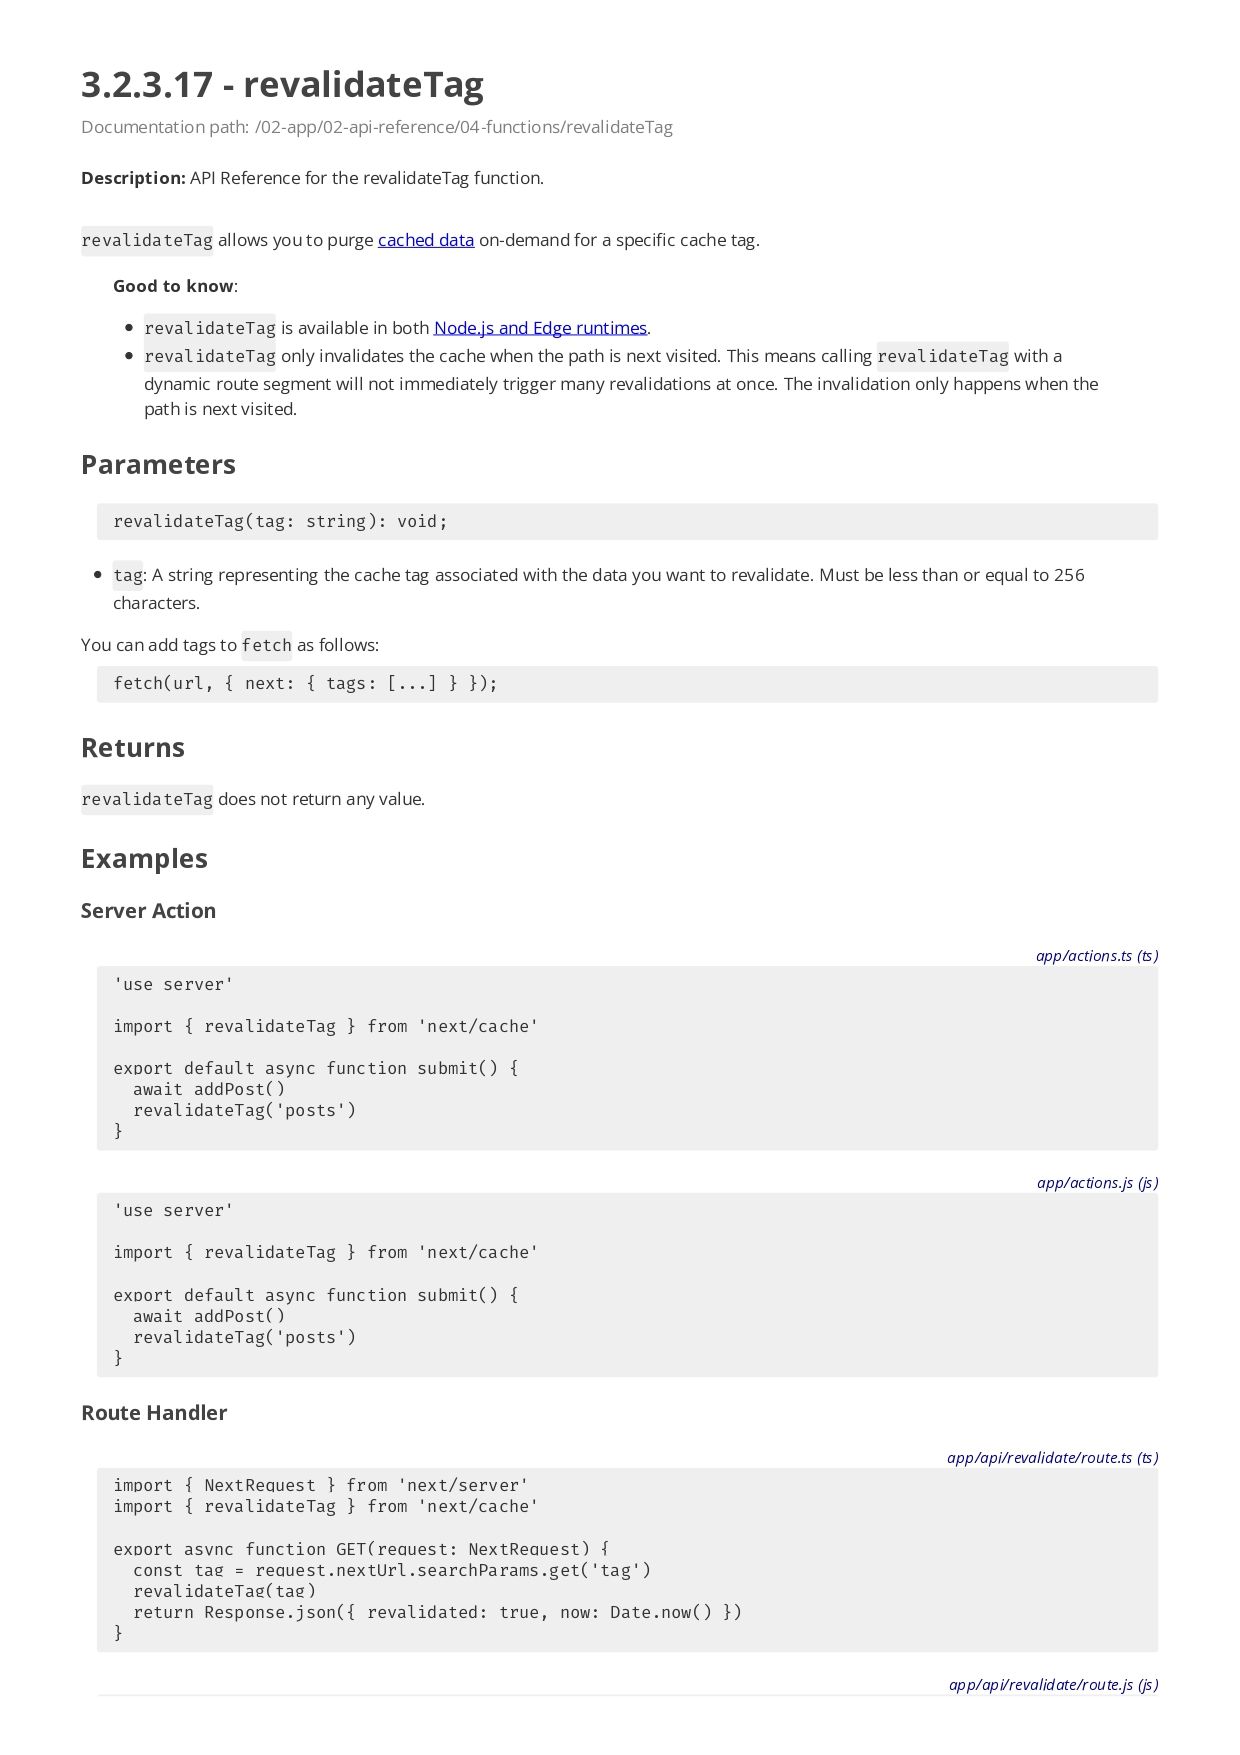 3.2.3.17 - revalidateTag
Documentation path: /02-app/02-api-reference/04-functions/revalidateTag
Description: API Reference for the revalidateTag function.
revalidateTag allows you to purge cached data on-demand for a specific cache tag.
Good to know:
• revalidateTag is available in both Node.js and Edge runtimes.
• revalidateTag only invalidates the cache when the path is next visited. This means calling revalidateTag with a
dynamic route segment will not immediately trigger many revalidations at once. The invalidation only happens when the
path is next visited.
Parameters
revalidateTag(tag: string): void;
• tag: A string representing the cache tag associated with the data you want to revalidate. Must be less than or equal to 256
characters.
You can add tags to fetch as follows:
fetch(url, { next: { tags: [...] } });
Returns
revalidateTag does not return any value.
Examples
Server Action
app/actions.ts (ts)
'use server'
import { revalidateTag } from 'next/cache'
export default async function submit() {
  await addPost()
  revalidateTag('posts')
}
app/actions.js (js)
'use server'
import { revalidateTag } from 'next/cache'
export default async function submit() {
  await addPost()
  revalidateTag('posts')
}
Route Handler
app/api/revalidate/route.ts (ts)
import { NextRequest } from 'next/server'
import { revalidateTag } from 'next/cache'
export async function GET(request: NextRequest) {
  const tag = request.nextUrl.searchParams.get('tag')
  revalidateTag(tag)
  return Response.json({ revalidated: true, now: Date.now() })
}
app/api/revalidate/route.js (js)